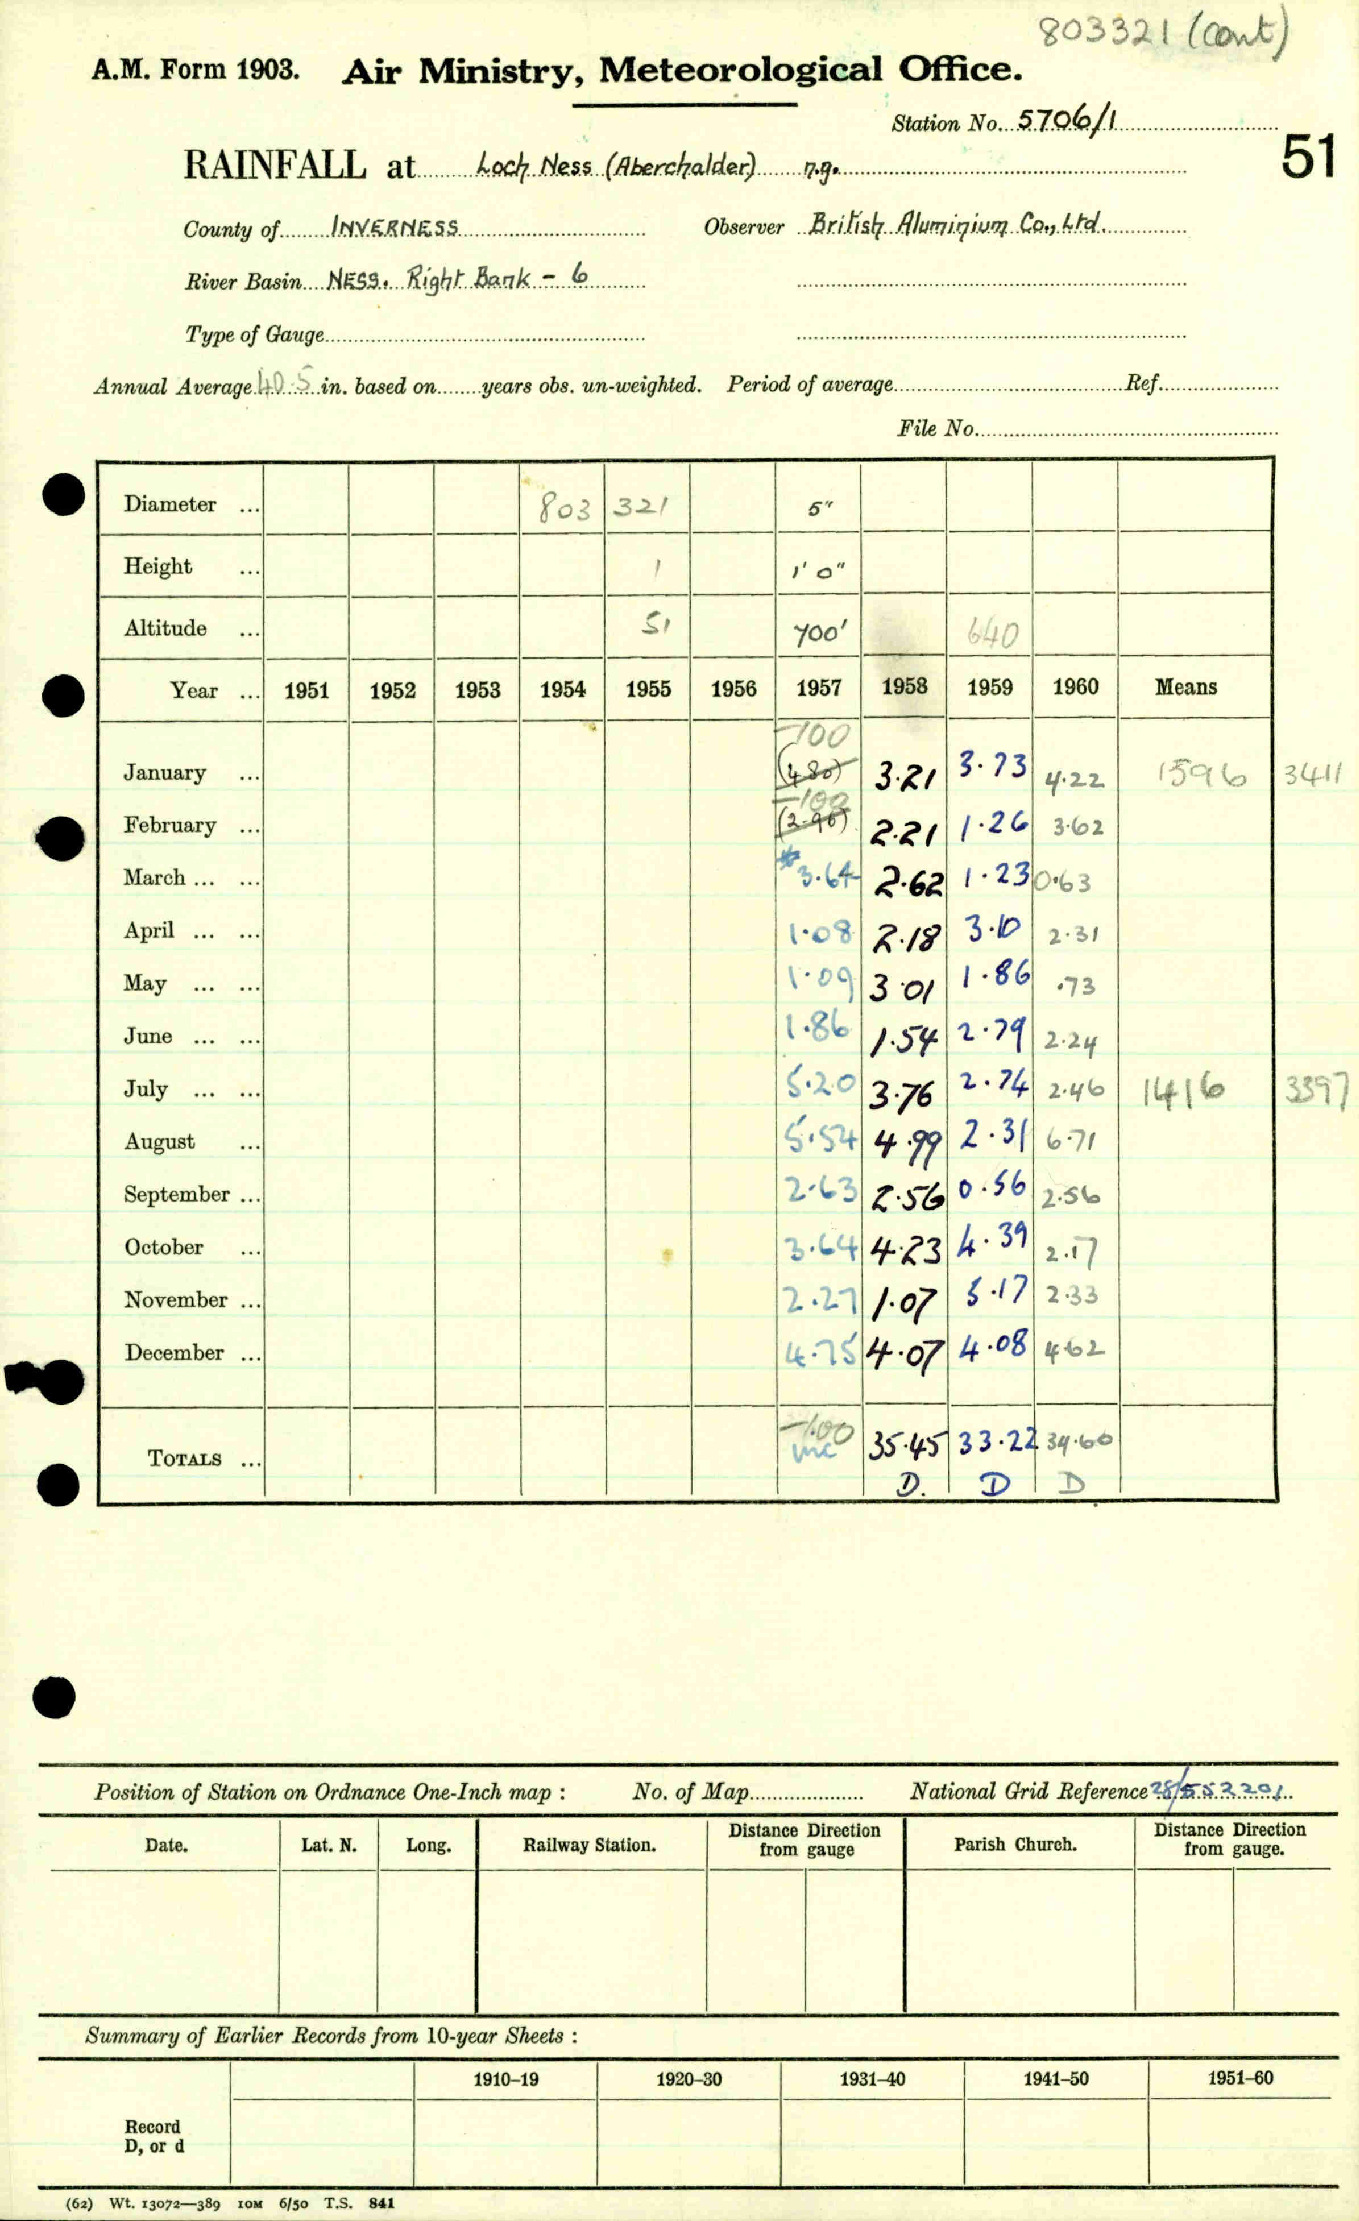 803321 (cont)
A.M. Form 1903. Air Ministry, Meteorological Office.
Station No. 5706/1
51
RAINFALL at Loch Ness (Aberchalder) n.g.
County of INVERNESS Observer British Aluminium Co., Ltd.
River Basin NESS. Right Bank - 6
Type of Gauge
Annual Average 40.5 in. based on years obs. un-weighted. Period of average Ref.
File No.
Diameter ... 803 321 5"
Height ... 1 1' 0"
Altitude ... 51 700' 640
Year ... 1951 1952 1953 1954 1955 1956 1957 1958 1959 1960 Means
-100
January ... (4.80) 3.21 3.73 4.22 1596 3411
-100
February ... (2.96) 2.21 1.26 3.62
March ... ... * 3.64 2.62 1.23 0.63
April ... ... 1.08 2.18 3.10 2.31
May ... ... 1.09 3.01 1.86 .73
June ... ... 1.86 1.54 2.79 2.24
July ... ... 5.20 3.76 2.74 2.46 1416 3397
August ... 5.54 4.99 2.31 6.71
September ... 2.63 2.56 0.56 2.56
October ... 3.64 4.23 4.39 2.17
November ... 2.27 1.07 5.17 2.33
December ... 4.75 4.07 4.08 4.62
-1.00
TOTALS ... inc 35.45 33.22 34.60
D. D D
Position of Station on Ordnance One-Inch map : No. of Map National Grid Reference 28/552201
Date. Lat. N. Long. Railway Station. Distance from gauge Direction Parish Church. Distance from gauge. Direction
Summary of Earlier Records from 10-year Sheets :
1910–19 1920–30 1931–40 1941–50 1951–60
Record
D, or d
(62) Wt. 13072—389 10M 6/50 T.S. 841